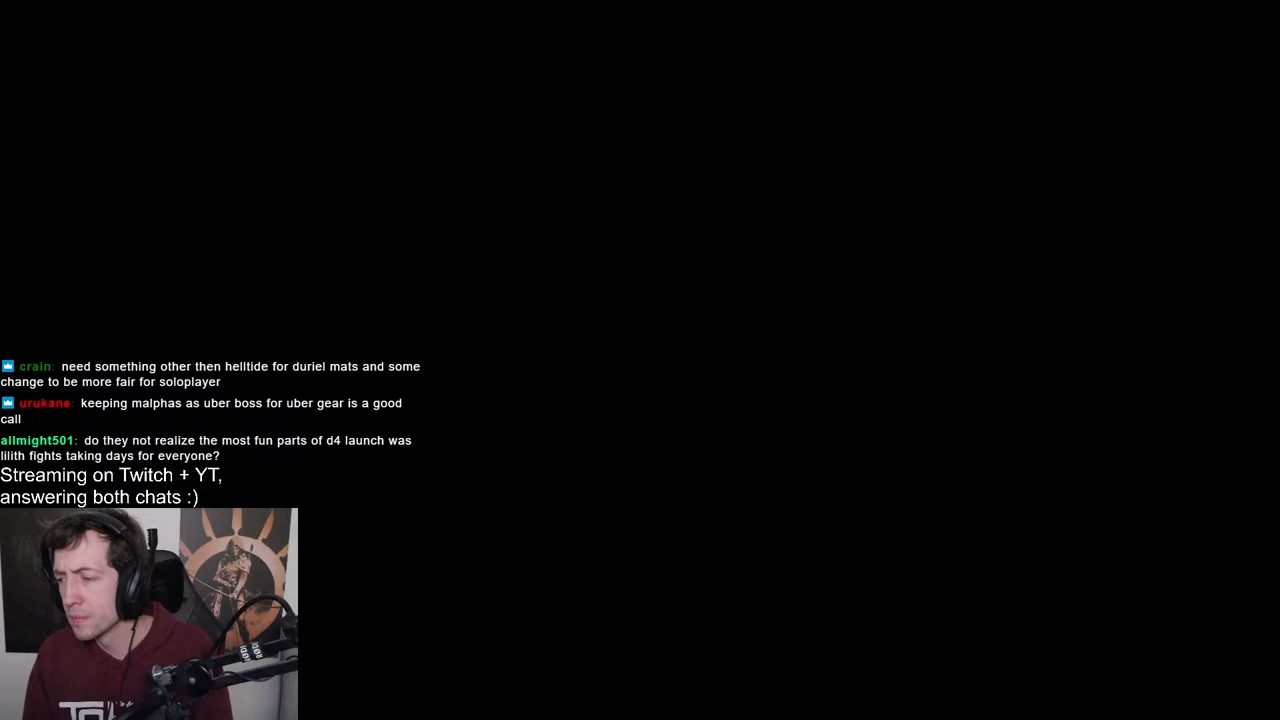 crain: need something other then helltide for duriel mats and some
change to be more fair for soloplayer
urukane: keeping malphas as uber boss for uber gear is a good
call
allmight501: do they not realize the most fun parts of d4 launch was
lilith fights taking days for everyone?
Streaming on Twitch + YT,
answering both chats :)